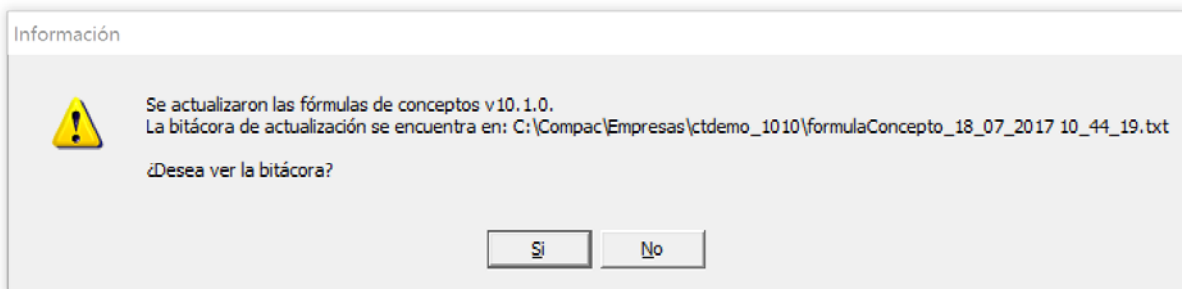 Información
Se actualizaron las fórmulas de conceptos v10.1.0.
La bitácora de actualización se encuentra en: C:\Compac\Empresas\ctdemo_1010\formulaConcepto_18_07_2017 10_44_19.txt
¿Desea ver la bitácora?
Si
No